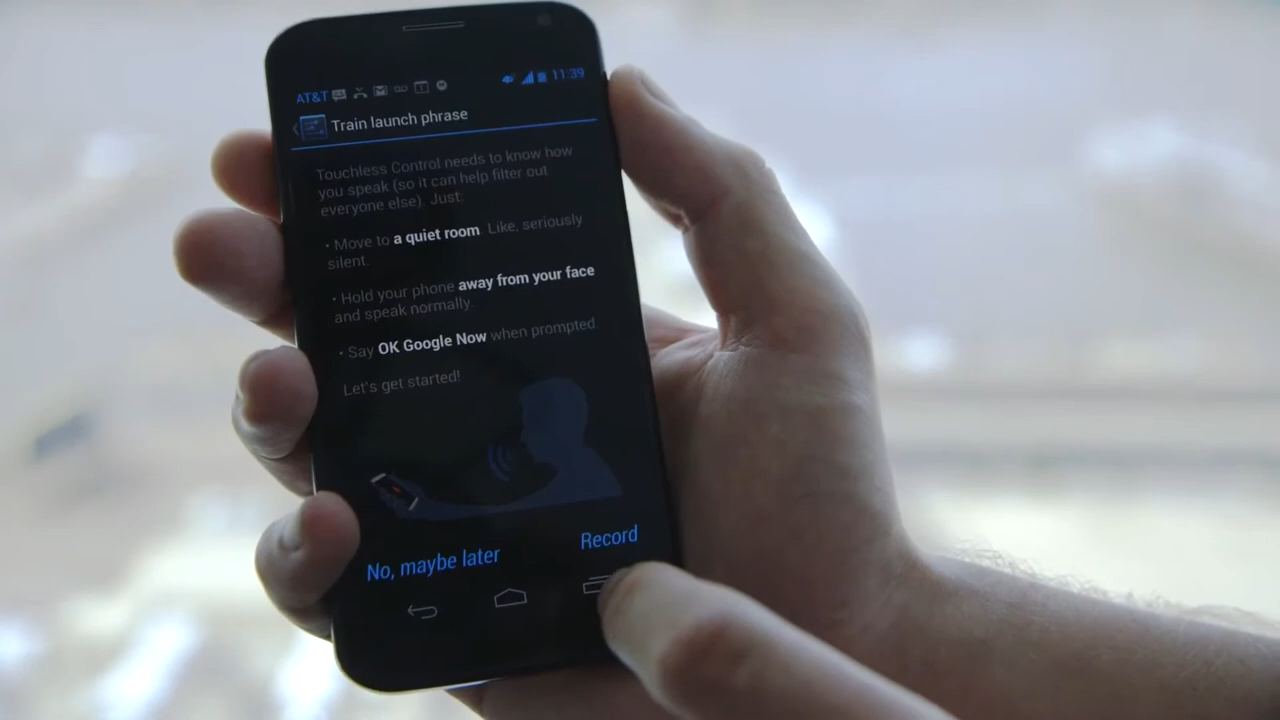 AT&T 11:39
Train launch phrase
Touchless Control needs to know how
you speak (so it can help filter out
everyone else). Just:
• Move to a quiet room. Like, seriously
silent.
• Hold your phone away from your face
and speak normally.
• Say OK Google Now when prompted.
Let's get started!
No, maybe later Record